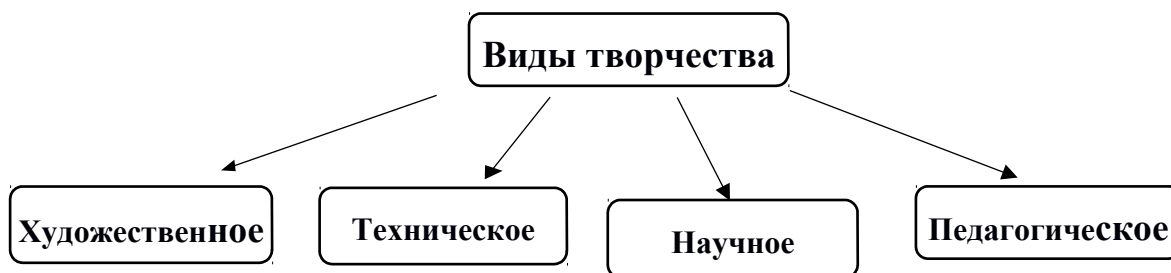 Виды творчества
Художественное
Техническое
Научное
Педагогическое